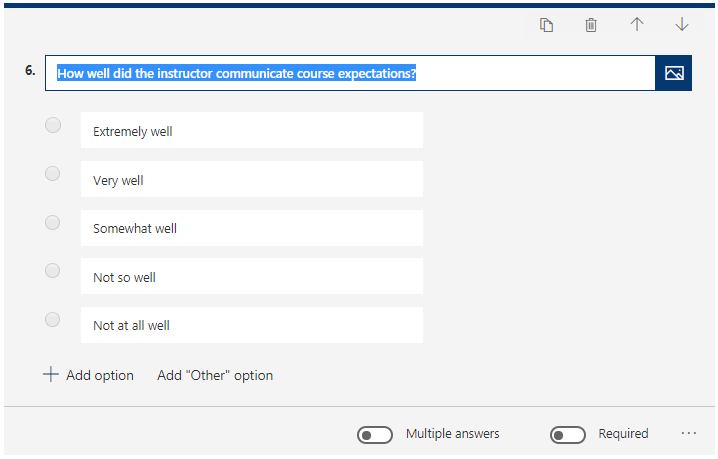 6. How well did the instructor communicate course expectations?
Extremely well
Very well
Somewhat well
Not so well
Not at all well
Add option Add "Other" option
Multiple answers Required